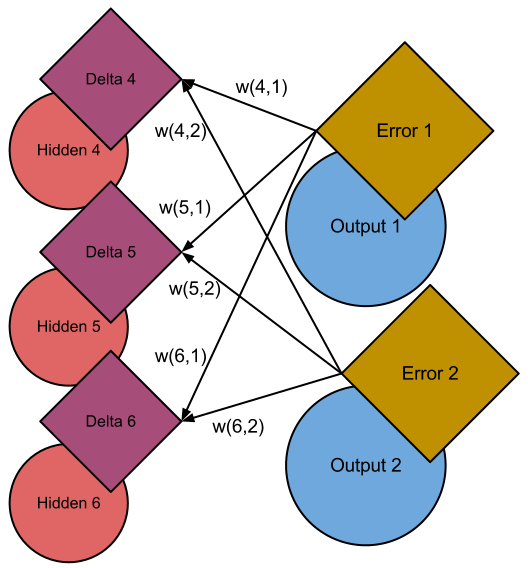 Delta 4
Hidden 4
w(4,1)
w(4,2)
Error 1
Output 1
Delta 5
Hidden 5
w(5,1)
w(5,2)
Error 2
Output 2
Delta 6
Hidden 6
w(6,1)
w(6,2)